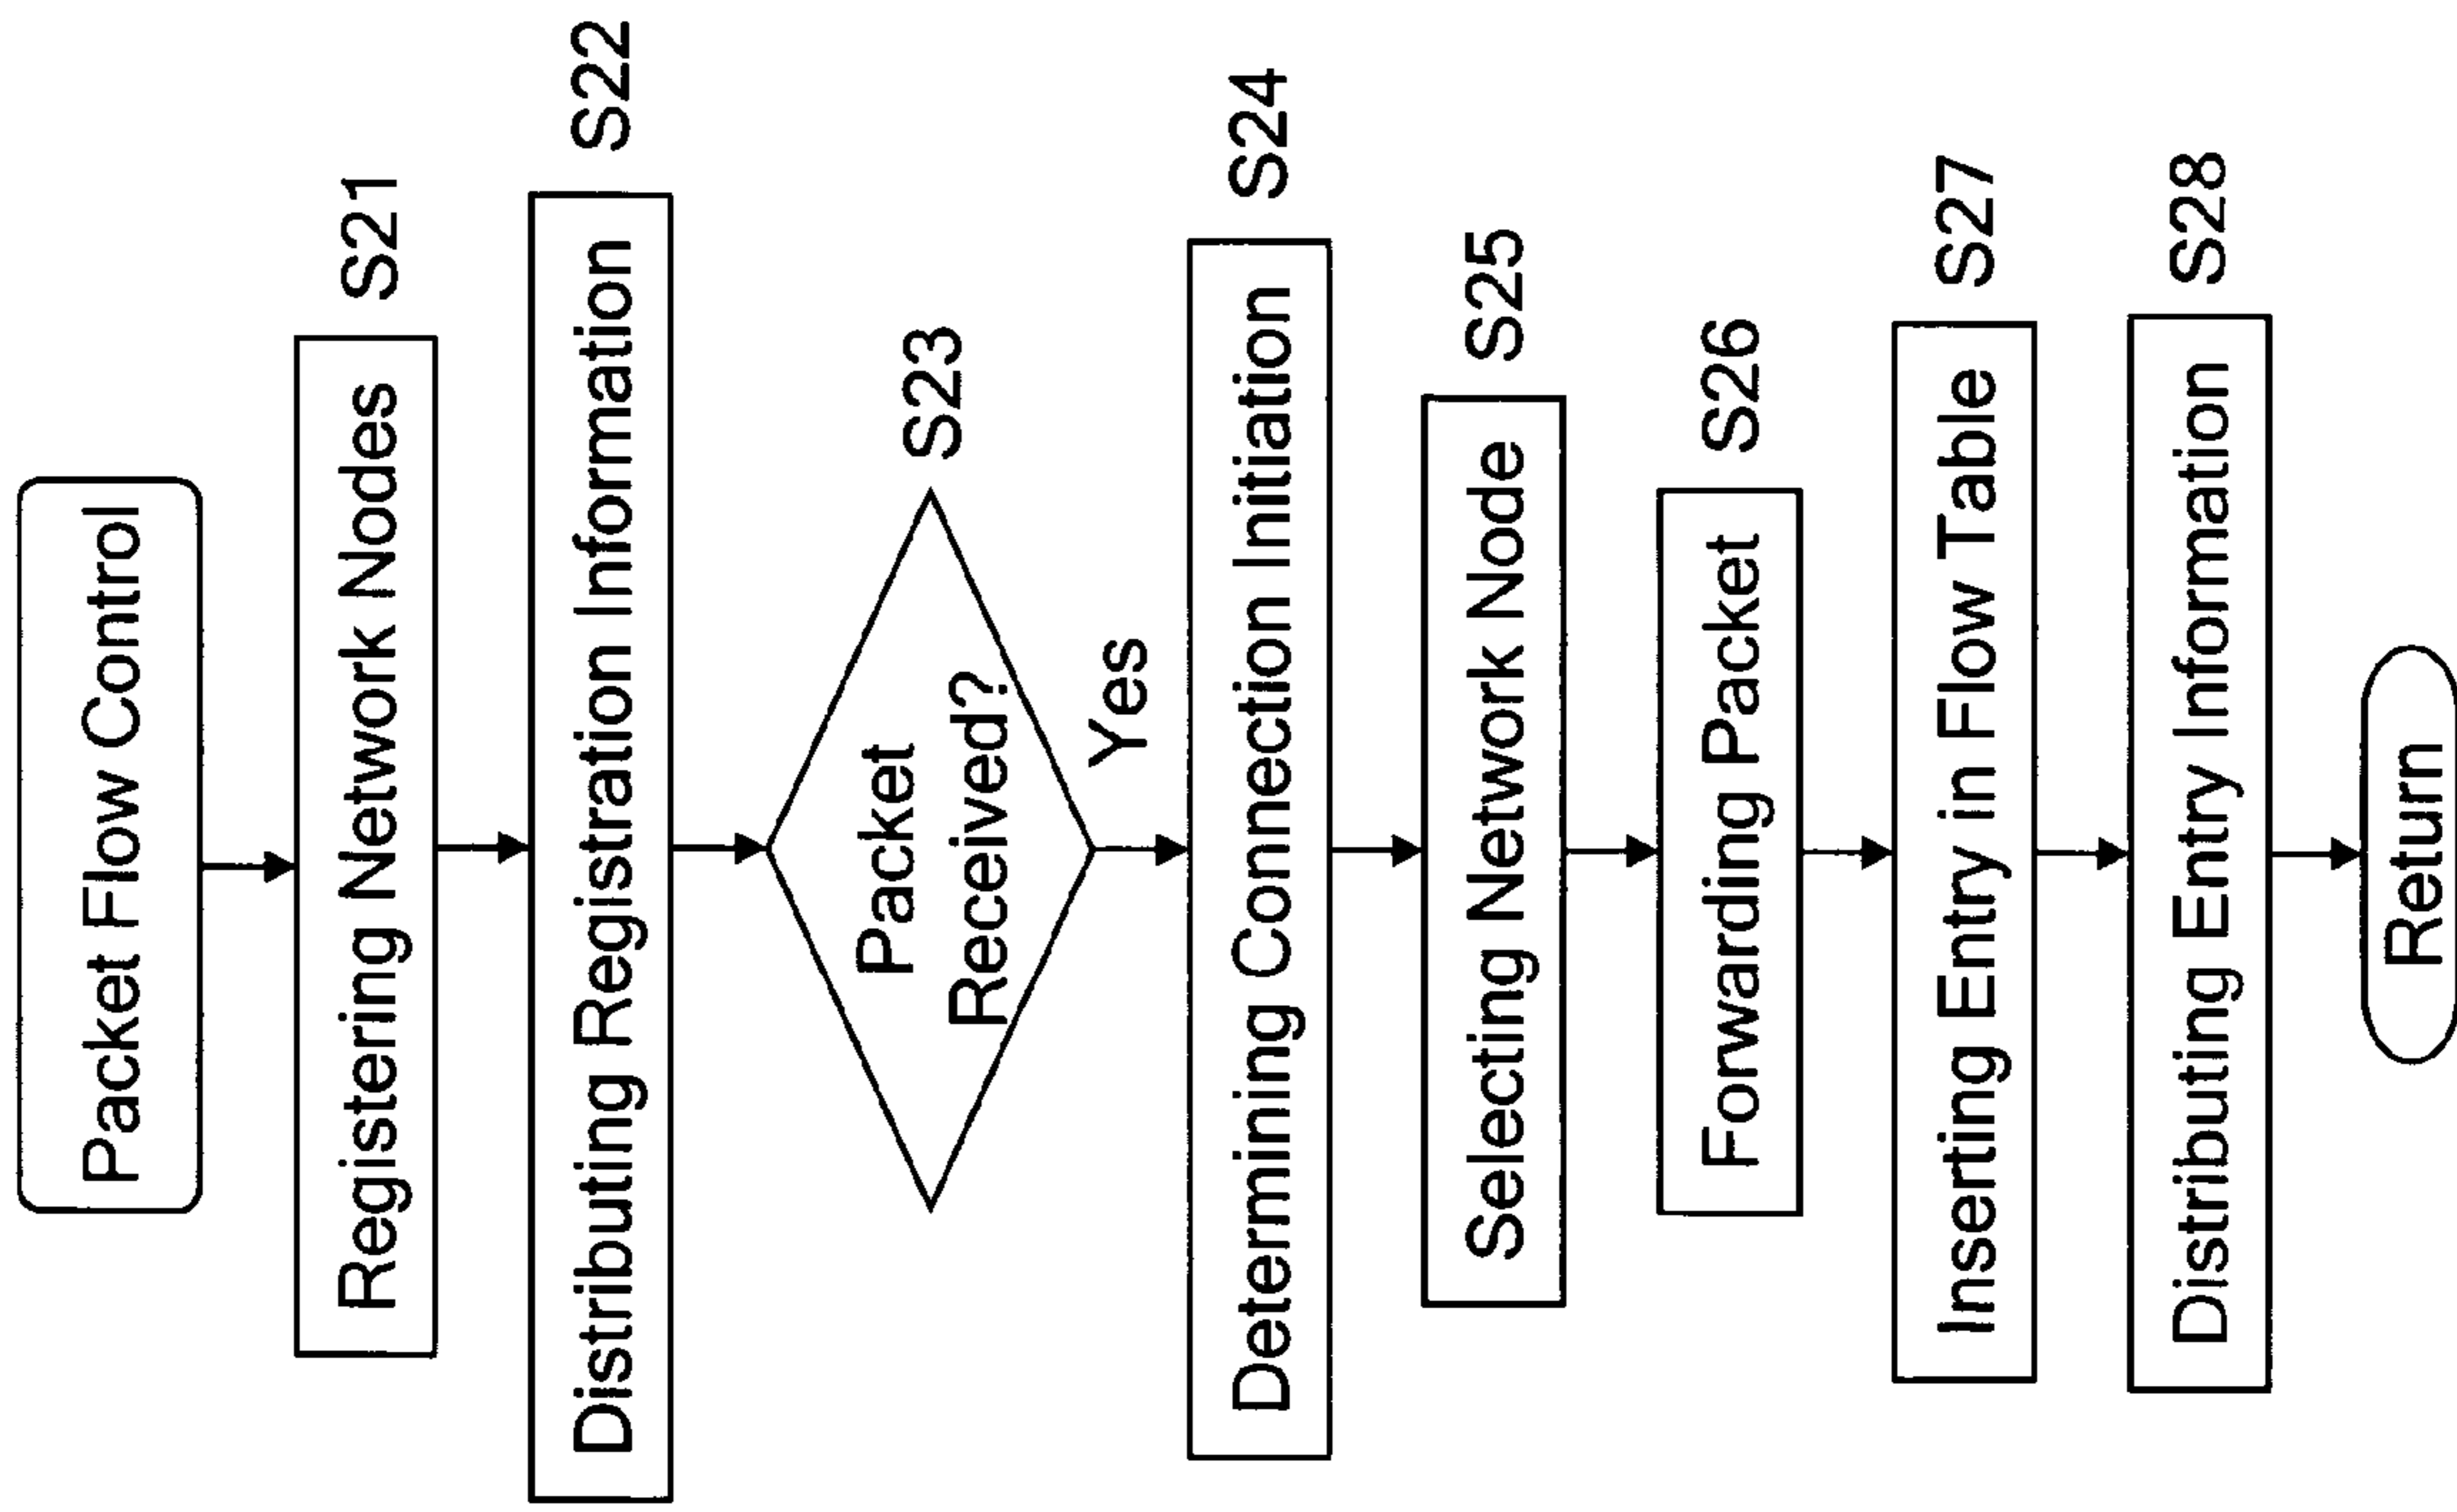 Packet Flow Control
Registering Network Nodes
S21
Distributing Registration Information
S22
Packet
Received?
S23
Yes
Determining Connection Initiation
S24
Selecting Network Node
S25
Forwarding Packet
S26
Inserting Entry in Flow Table
S27
Distributing Entry Information
S28
Return